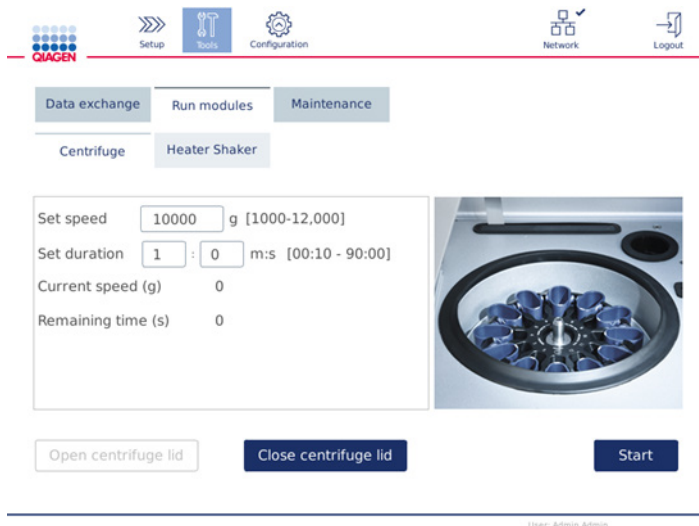 QIAGEN
Setup
Tools
Configuration
Network
Logout
Data exchange Run modules Maintenance
Centrifuge Heater Shaker
Set speed 10000 g [1000-12,000]
Set duration 1 : 0 m:s [00:10 - 90:00]
Current speed (g) 0
Remaining time (s) 0
Open centrifuge lid Close centrifuge lid Start
User: Admin Admin